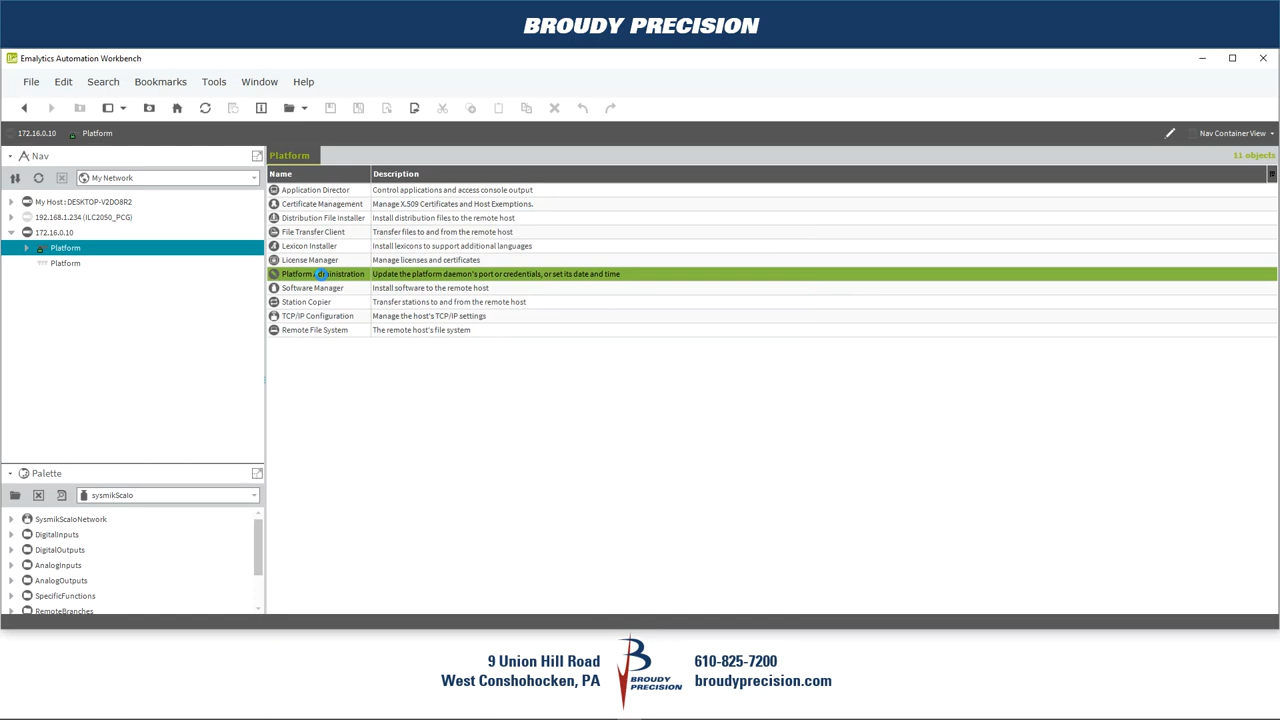 BROUDY PRECISION
Emalytics Automation Workbench
File Edit Search Bookmarks Tools Window Help
172.16.0.10 Platform Nav Container View
Nav
My Network
My Host : DESKTOP-V2DO8R2
192.168.1.234 (ILC2050_PCG)
172.16.0.10
Platform
Platform
Palette
sysmikScaIo
SysmikScaIoNetwork
DigitalInputs
DigitalOutputs
AnalogInputs
AnalogOutputs
SpecificFunctions
RemoteBranches
Platform 11 objects
Name Description
Application Director Control applications and access console output
Certificate Management Manage X.509 Certificates and Host Exemptions.
Distribution File Installer Install distribution files to the remote host
File Transfer Client Transfer files to and from the remote host
Lexicon Installer Install lexicons to support additional languages
License Manager Manage licenses and certificates
Platform Administration Update the platform daemon's port or credentials, or set its date and time
Software Manager Install software to the remote host
Station Copier Transfer stations to and from the remote host
TCP/IP Configuration Manage the host's TCP/IP settings
Remote File System The remote host's file system
9 Union Hill Road
West Conshohocken, PA
BROUDY
PRECISION
610-825-7200
broudyprecision.com